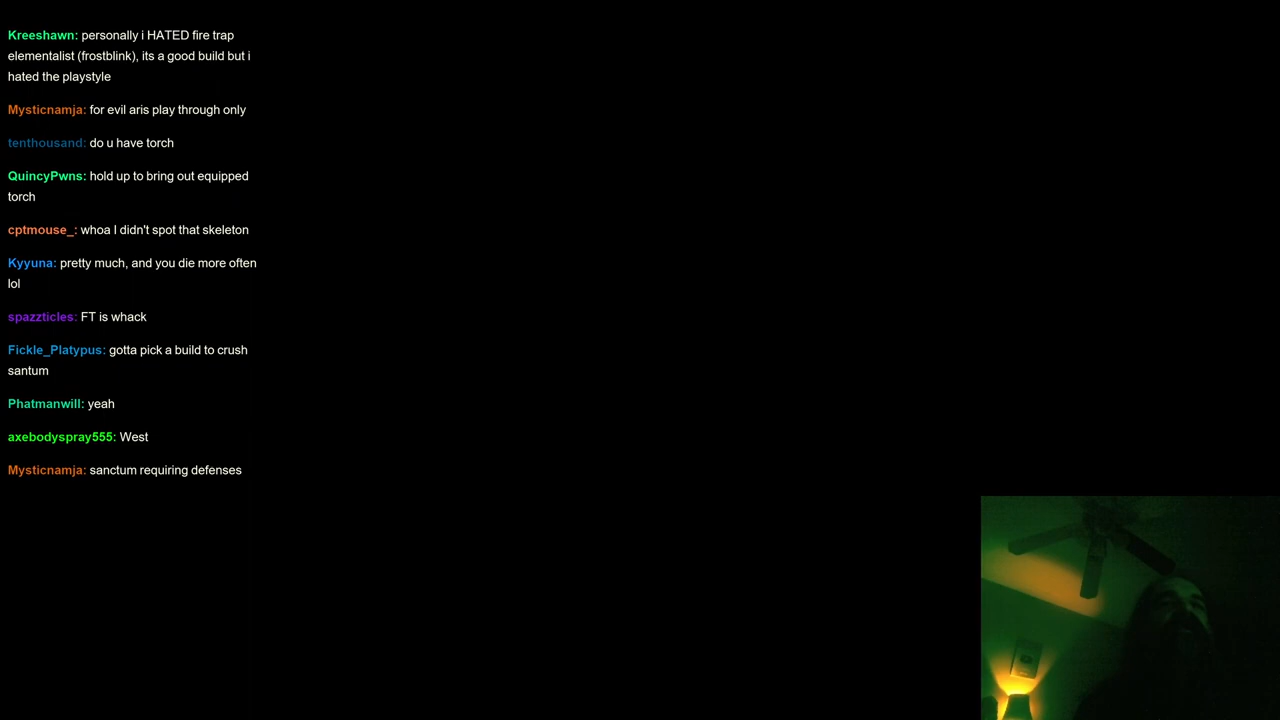 Kreeshawn: personally i HATED fire trap
elementalist (frostblink), its a good build but i
hated the playstyle
Mysticnamja: for evil aris play through only
tenthousand: do u have torch
QuincyPwns: hold up to bring out equipped
torch
cptmouse_: whoa I didn't spot that skeleton
Kyyuna: pretty much, and you die more often
lol
spazzticles: FT is whack
Fickle_Platypus: gotta pick a build to crush
santum
Phatmanwill: yeah
axebodyspray555: West
Mysticnamja: sanctum requiring defenses